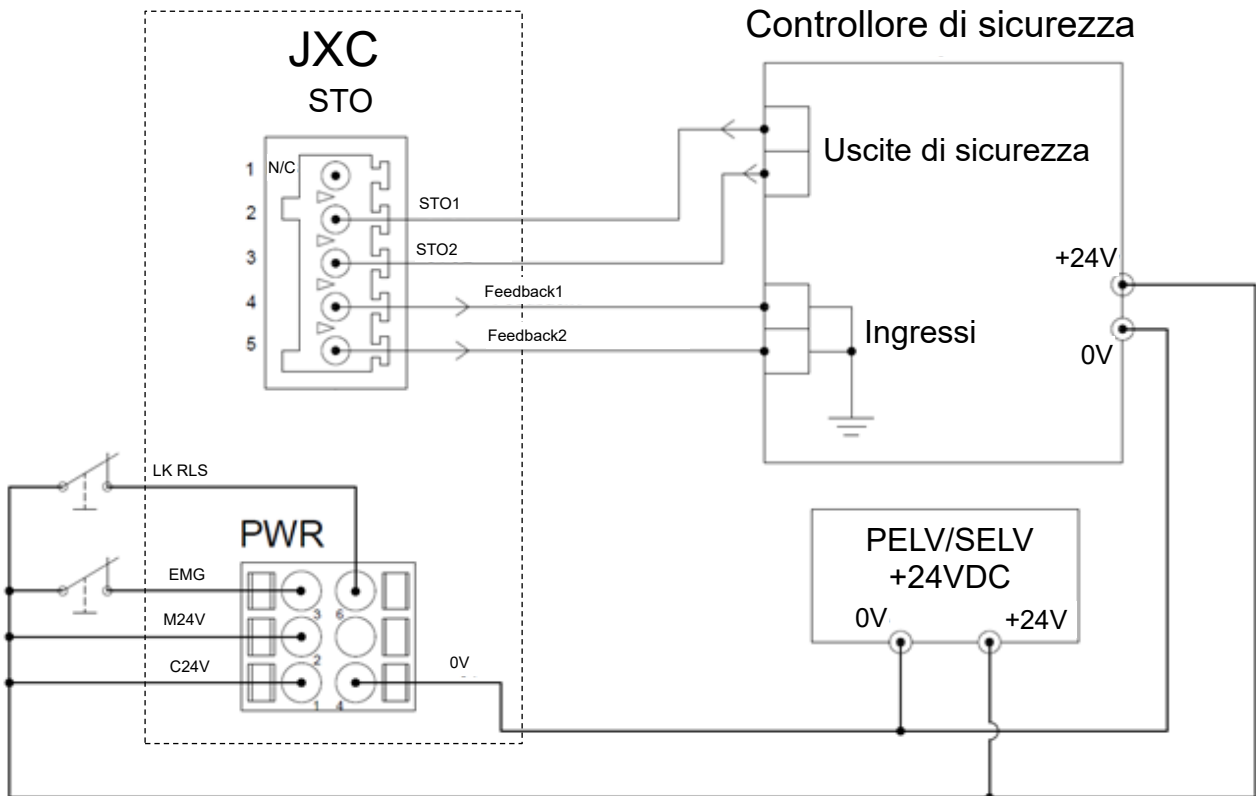 Controllore di sicurezza
JXC
STO
Uscite di sicurezza
1 N/C
2 STO1
3 STO2
4 Feedback1
5 Feedback2
Ingressi
+24V
0V
LK RLS
PWR
EMG
M24V
C24V
3 6
2
1 4
0V
PELV/SELV
+24VDC
0V +24V